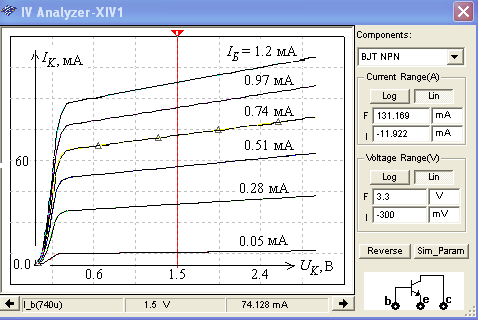 IV Analyzer-XIV1
I_K, мА
I_Б = 1.2 мА
0.97 мА
0.74 мА
0.51 мА
0.28 мА
0.05 мА
60
0.0
0.6 1.5 2.4 U_K, В
I_b(740u) 1.5 V 74.128 mA
Components:
BJT NPN
Current Range(A)
Log Lin
F 131.169 mA
I -11.922 mA
Voltage Range(V)
Log Lin
F 3.3 V
I -300 mV
Reverse Sim_Param
b e c